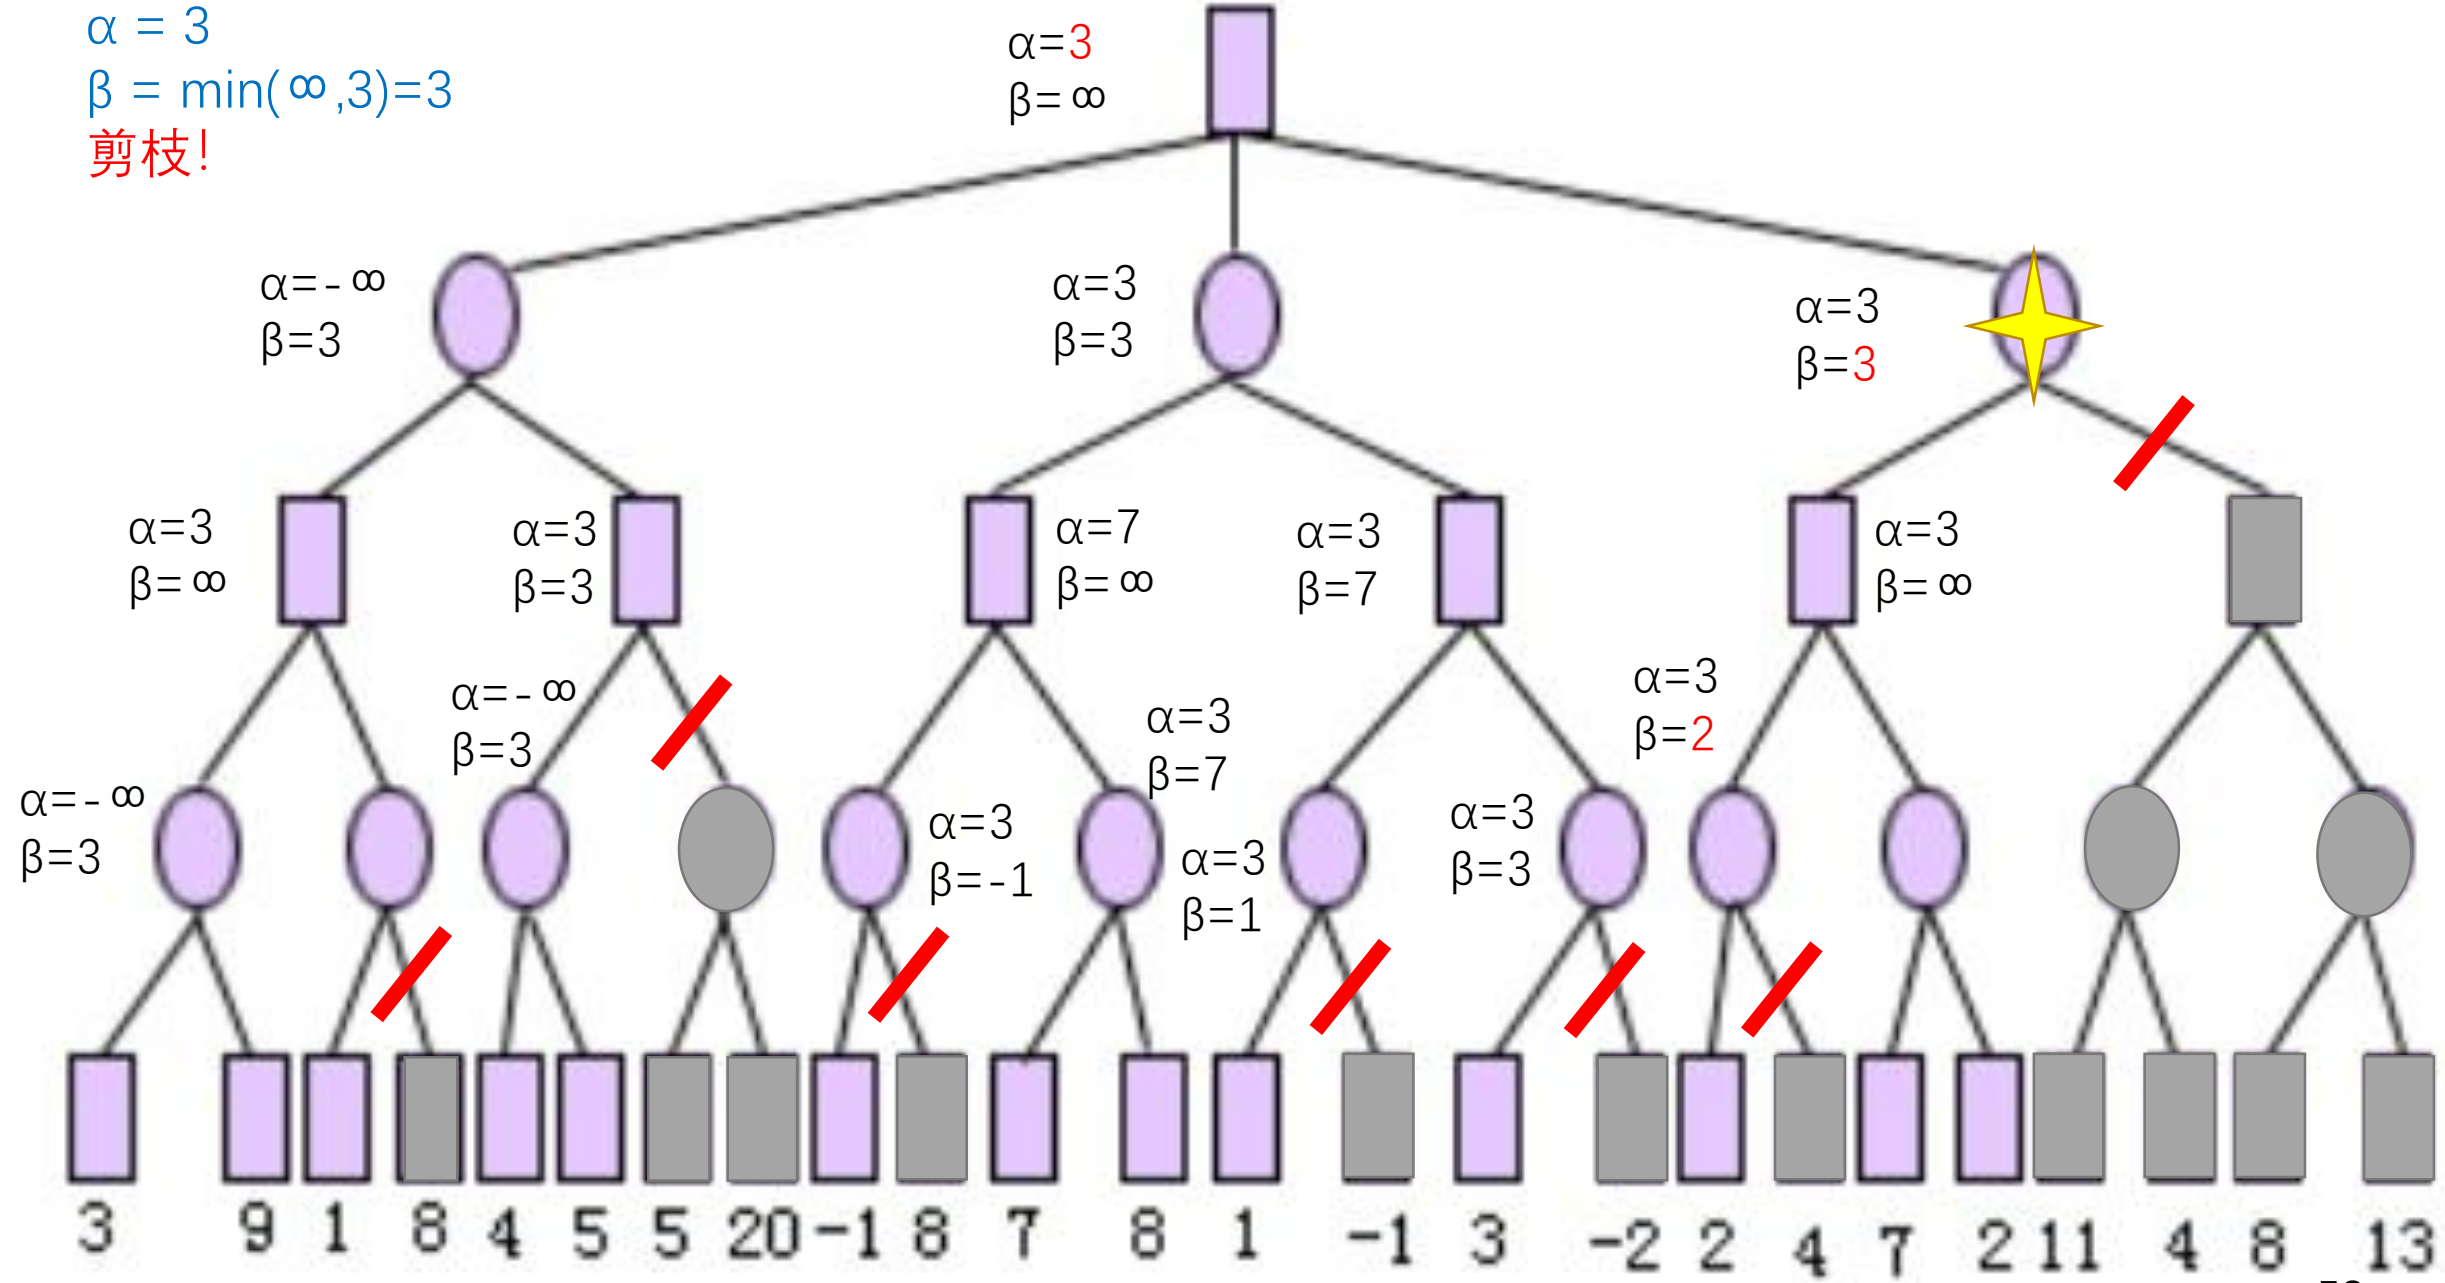 α = 3
β = min(∞,3)=3
剪枝!
α=3
β=∞
α=-∞
β=3
α=3
β=3
α=3
β=3
α=3
β=∞
α=3
β=3
α=7
β=∞
α=3
β=7
α=3
β=∞
α=-∞
β=3
α=-∞
β=3
α=3
β=-1
α=3
β=7
α=3
β=1
α=3
β=3
α=3
β=2
3 9 1 8 4 5 5 20 -1 8 7 8 1 -1 3 -2 2 4 7 2 11 4 8 13